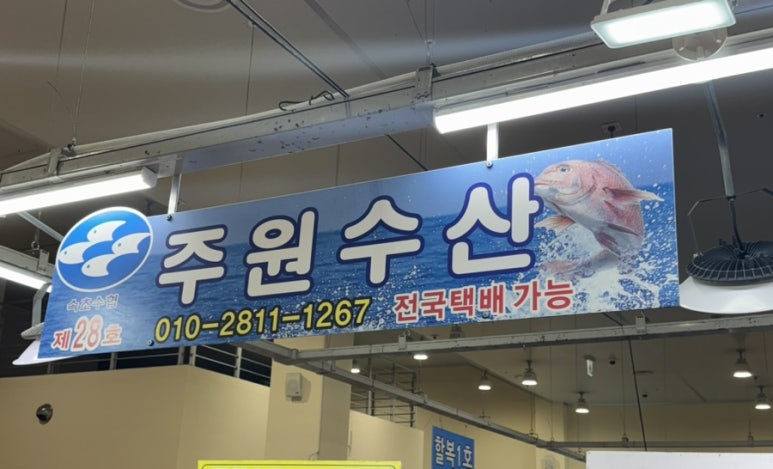 주원수산
속초수협
제28호
010-2811-1267
전국택배 가능
할복1호